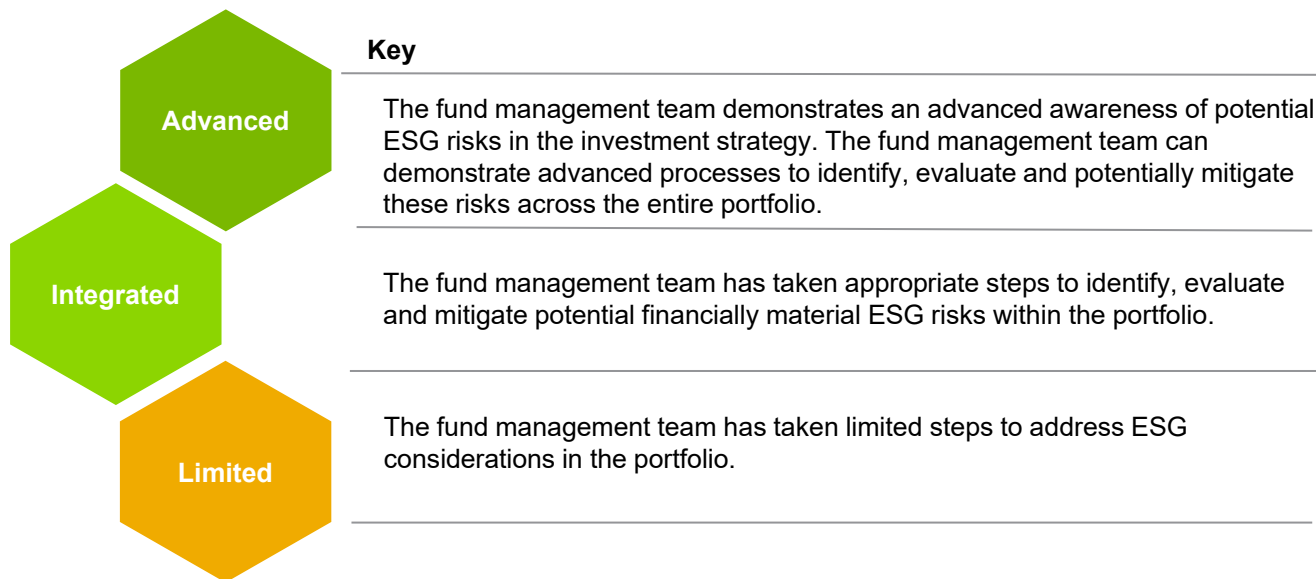 Key
Advanced
The fund management team demonstrates an advanced awareness of potential
ESG risks in the investment strategy. The fund management team can
demonstrate advanced processes to identify, evaluate and potentially mitigate
these risks across the entire portfolio.
Integrated
The fund management team has taken appropriate steps to identify, evaluate
and mitigate potential financially material ESG risks within the portfolio.
Limited
The fund management team has taken limited steps to address ESG
considerations in the portfolio.